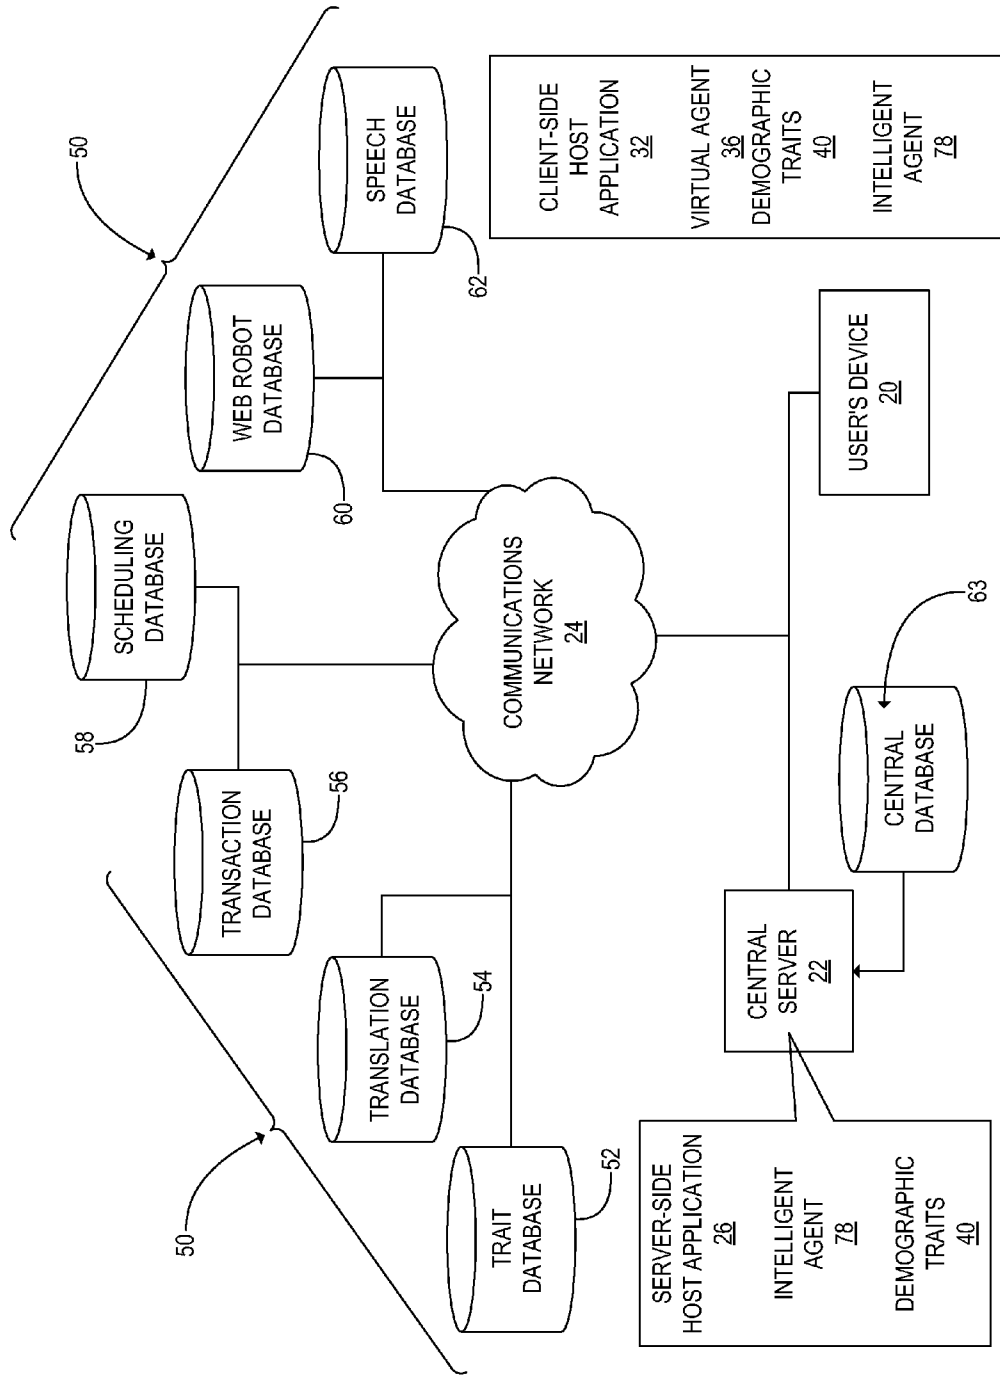 50
50
TRAIT
DATABASE
52
TRANSLATION
DATABASE
54
TRANSACTION
DATABASE
56
SCHEDULING
DATABASE
58
WEB ROBOT
DATABASE
60
SPEECH
DATABASE
62
COMMUNICATIONS
NETWORK
24
SERVER-SIDE
HOST APPLICATION
26
INTELLIGENT
AGENT
78
DEMOGRAPHIC
TRAITS
40
CENTRAL
SERVER
22
CENTRAL
DATABASE
63
USER'S DEVICE
20
CLIENT-SIDE
HOST
APPLICATION
32
VIRTUAL AGENT
36
DEMOGRAPHIC
TRAITS
40
INTELLIGENT
AGENT
78